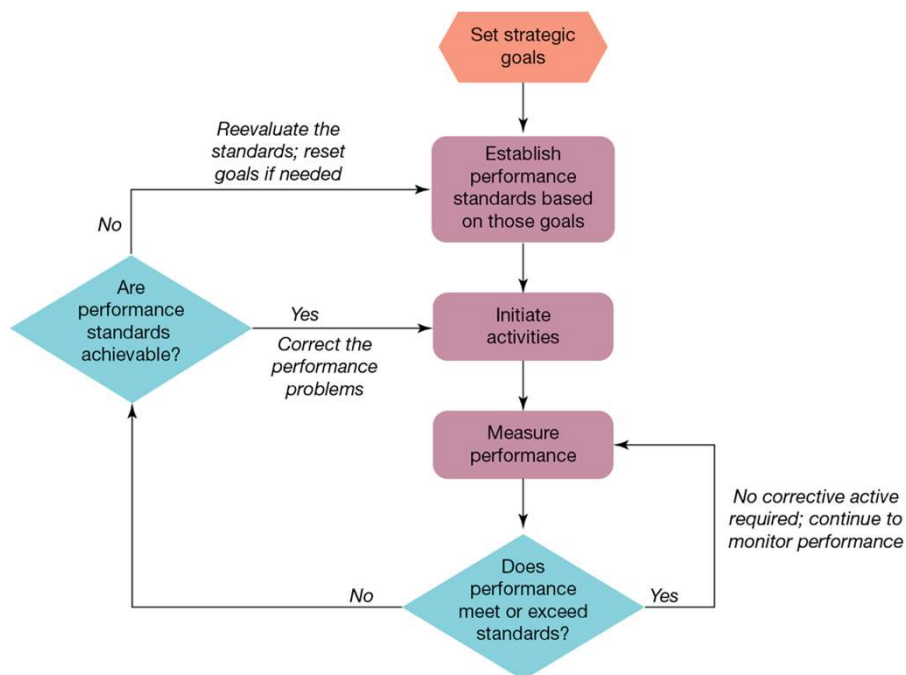 Set strategic
goals
Reevaluate the
standards; reset
goals if needed
Establish
performance
standards based
on those goals
No
Are
performance
standards
achievable?
Yes
Correct the
performance
problems
Initiate
activities
Measure
performance
No corrective active
required; continue to
monitor performance
Does
performance
meet or exceed
standards?
No
Yes